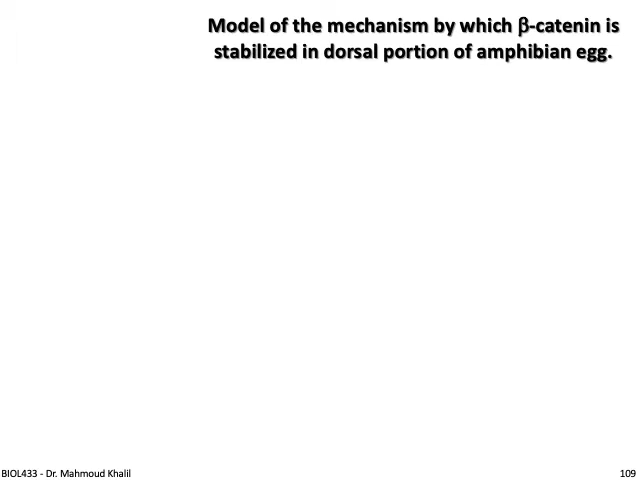 Model of the mechanism by which β-catenin is
stabilized in dorsal portion of amphibian egg.
BIOL433 - Dr. Mahmoud Khalil
109